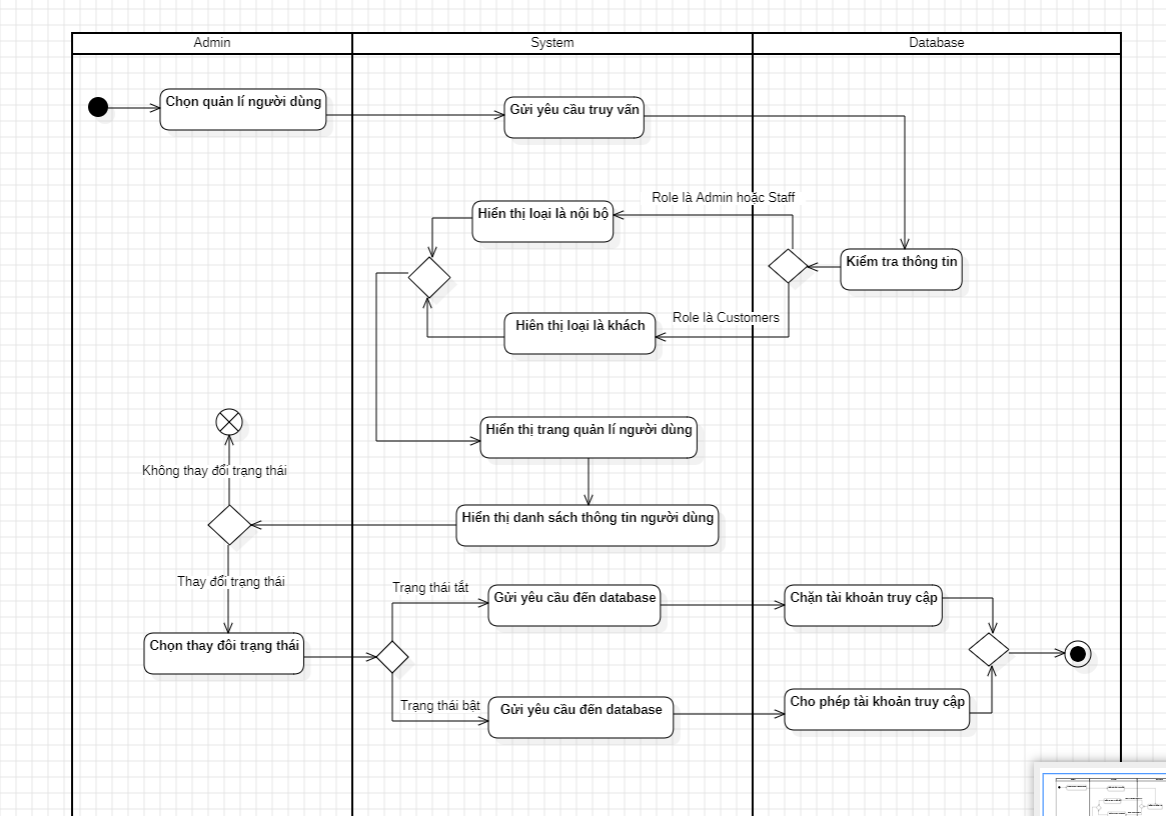 Admin
System
Database
Chọn quản lí người dùng
Gửi yêu cầu truy vấn
Role là Admin hoặc Staff
Hiển thị loại là nội bộ
Kiểm tra thông tin
Role là Customers
Hiên thị loại là khách
Hiển thị trang quản lí người dùng
Không thay đổi trạng thái
Hiển thị danh sách thông tin người dùng
Thay đổi trạng thái
Trạng thái tắt
Gửi yêu cầu đến database
Chặn tài khoản truy cập
Chọn thay đôi trạng thái
Trạng thái bật
Gửi yêu cầu đến database
Cho phép tài khoản truy cập